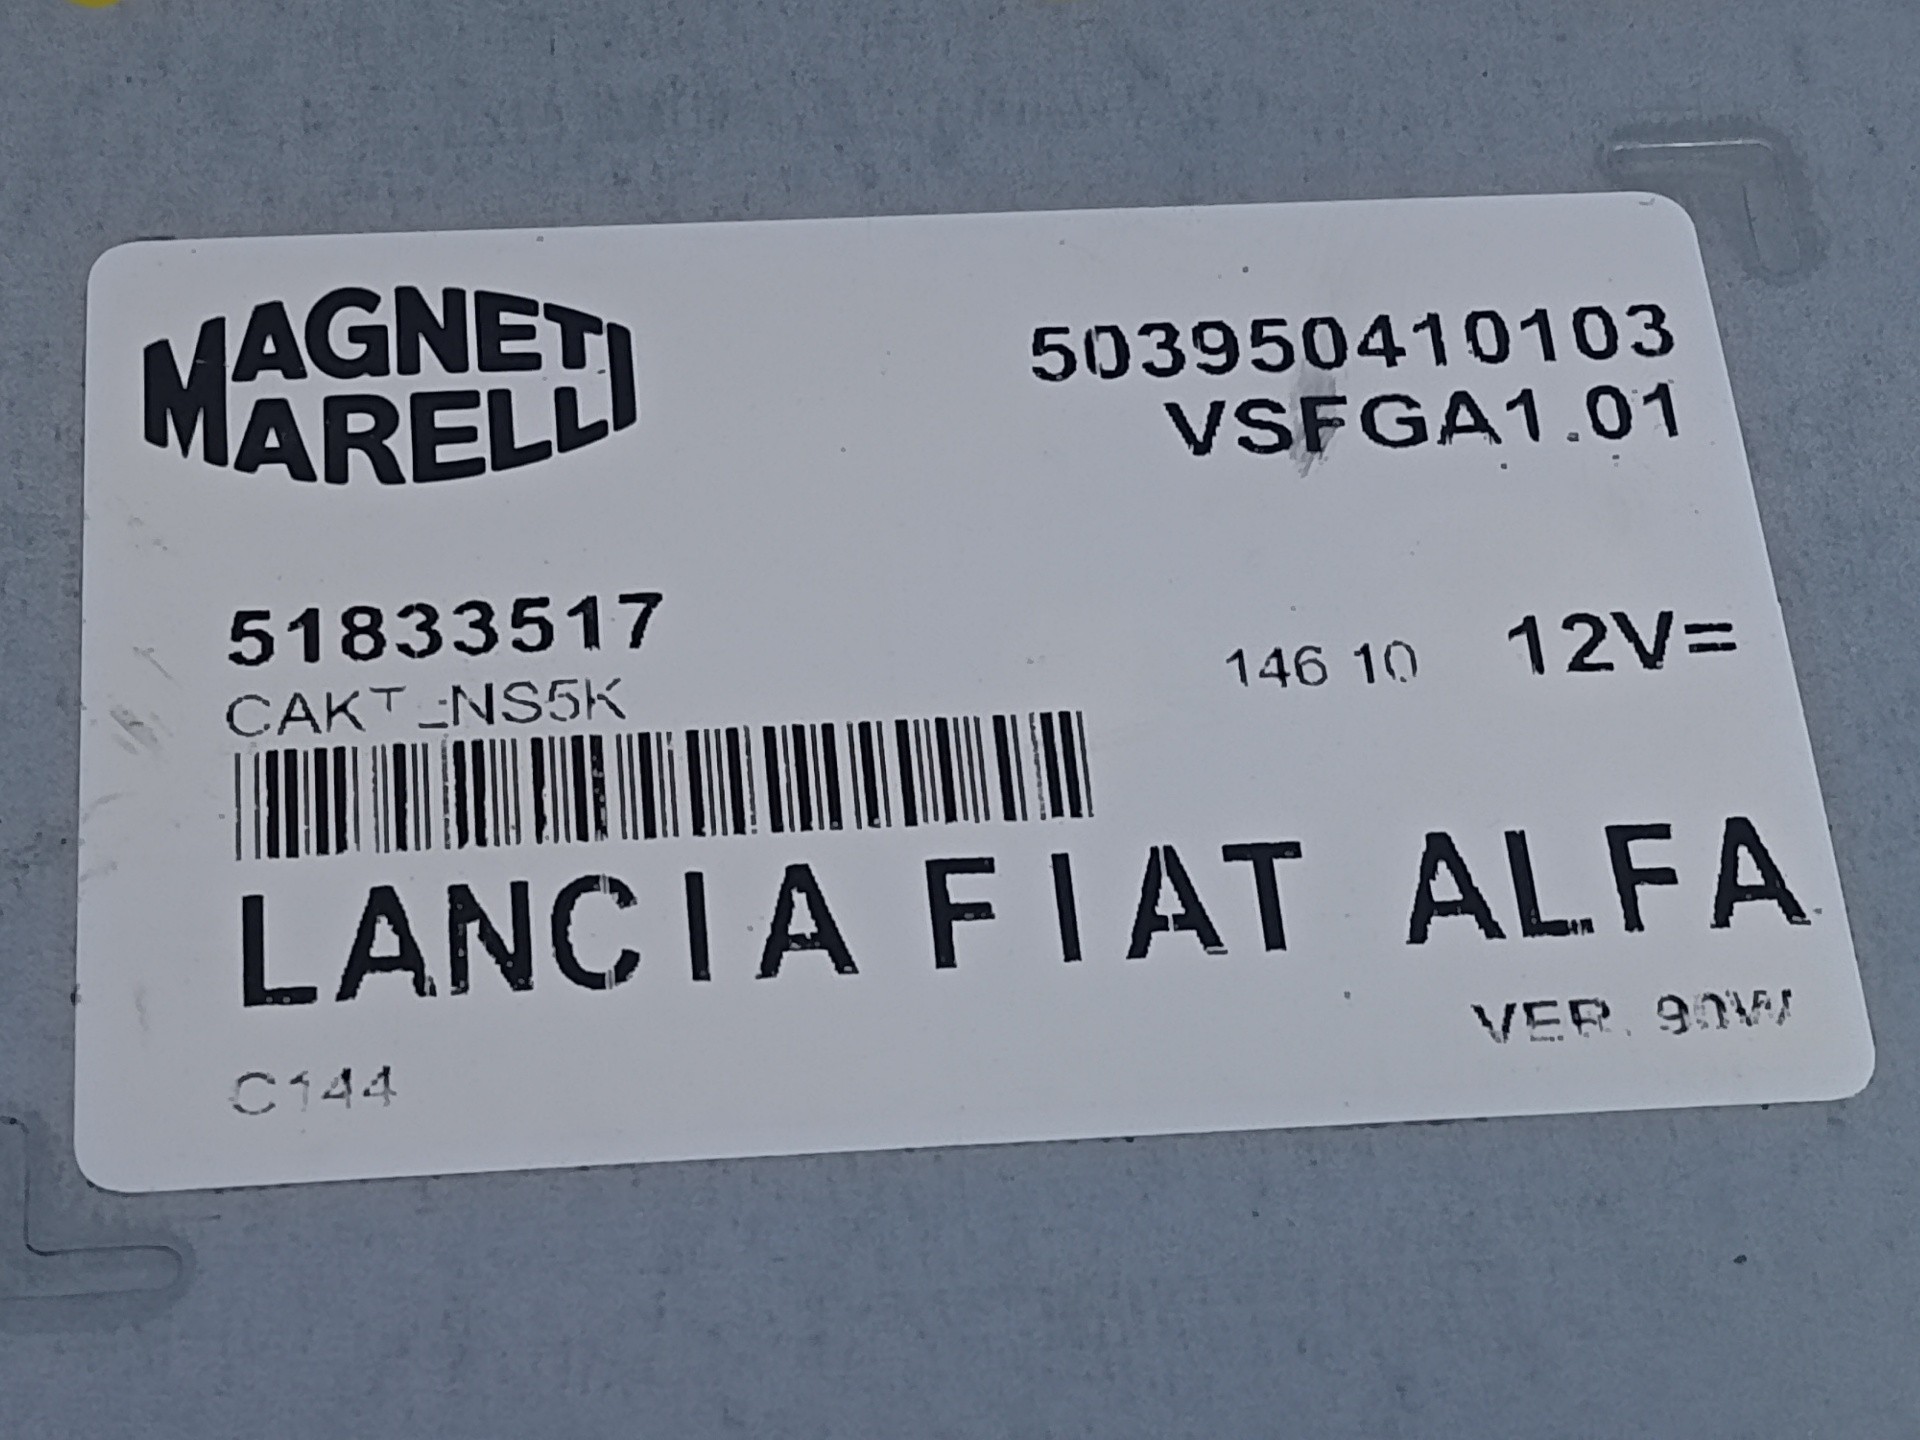 MAGNETI
MARELLI
503950410103
VSFGA1.01
51833517
146 10 12V=
LANCIA FIAT ALFA
VER. 90W
C144